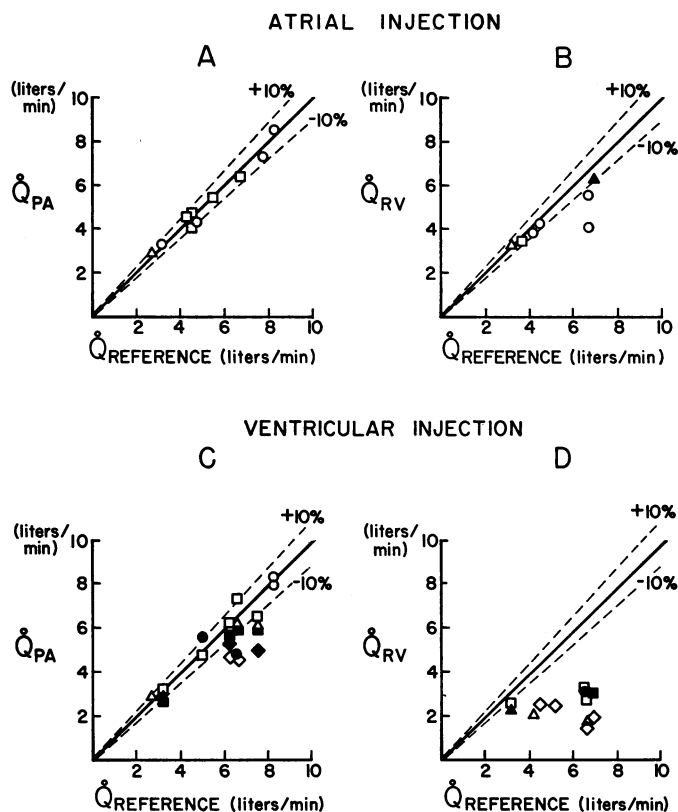 ATRIAL INJECTION
A
B
(liters/
min)
10
8
6
4
2
Q̇PA
+10%
-10%
2 4 6 8 10
Q̇REFERENCE (liters/min)
(liters/
min)
10
8
6
4
2
Q̇RV
+10%
-10%
2 4 6 8 10
Q̇REFERENCE (liters/min)
VENTRICULAR INJECTION
C
D
(liters/
min)
10
8
6
4
2
Q̇PA
+10%
-10%
2 4 6 8 10
Q̇REFERENCE (liters/min)
(liters/
min)
10
8
6
4
2
Q̇RV
+10%
-10%
2 4 6 8 10
Q̇REFERENCE (liters/min)